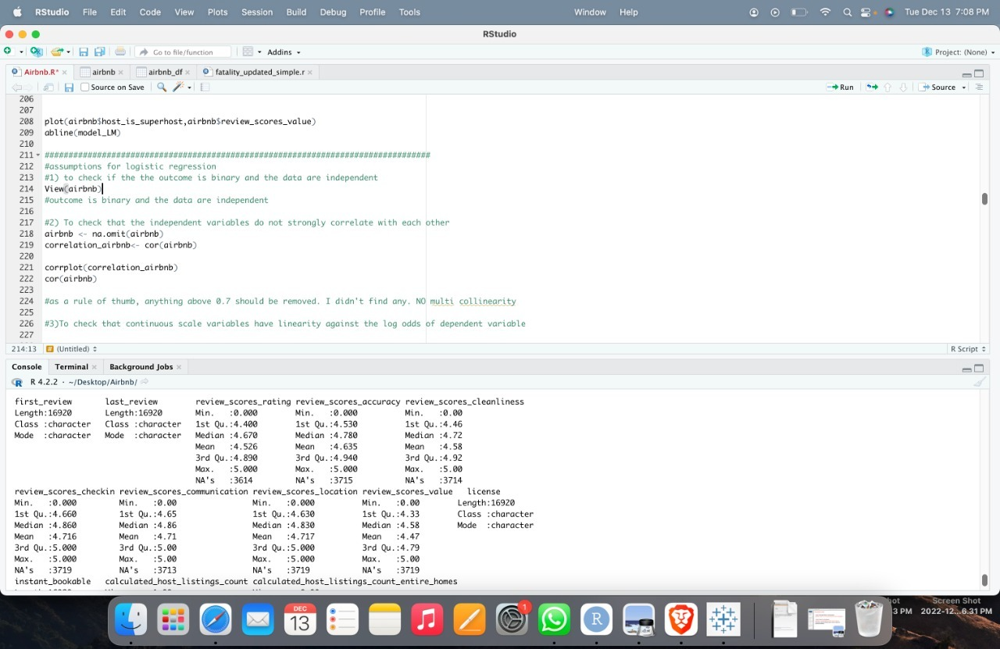 RStudio File Edit Code View Plots Session Build Debug Profile Tools Window Help Tue Dec 13 7:08 PM
RStudio
Go to file/function Addins Project: (None)
Airbnb.R* airbnb airbnb_df fatality_updated_simple.r
Source on Save Run Source
206
207
208 plot(airbnb$host_is_superhost,airbnb$review_scores_value)
209 abline(model_LM)
210
211 #################################################################################
212 #assumptions for logistic regression
213 #1) to check if the the outcome is binary and the data are independent
214 View(airbnb)
215 #outcome is binary and the data are independent
216
217 #2) To check that the independent variables do not strongly correlate with each other
218 airbnb <- na.omit(airbnb)
219 correlation_airbnb<- cor(airbnb)
220
221 corrplot(correlation_airbnb)
222 cor(airbnb)
223
224 #as a rule of thumb, anything above 0.7 should be removed. I didn't find any. NO multi collinearity
225
226 #3)To check that continuous scale variables have linearity against the log odds of dependent variable
227
214:13 # (Untitled) R Script
Console Terminal Background Jobs
R R 4.2.2 · ~/Desktop/Airbnb/
first_review last_review review_scores_rating review_scores_accuracy review_scores_cleanliness
Length:16920 Length:16920 Min. :0.000 Min. :0.000 Min. :0.00
Class :character Class :character 1st Qu.:4.400 1st Qu.:4.530 1st Qu.:4.46
Mode :character Mode :character Median :4.670 Median :4.780 Median :4.72
Mean :4.526 Mean :4.635 Mean :4.58
3rd Qu.:4.890 3rd Qu.:4.940 3rd Qu.:4.92
Max. :5.000 Max. :5.000 Max. :5.00
NA's :3614 NA's :3715 NA's :3714
review_scores_checkin review_scores_communication review_scores_location review_scores_value license
Min. :0.000 Min. :0.00 Min. :0.000 Min. :0.00 Length:16920
1st Qu.:4.660 1st Qu.:4.65 1st Qu.:4.630 1st Qu.:4.33 Class :character
Median :4.860 Median :4.86 Median :4.830 Median :4.58 Mode :character
Mean :4.716 Mean :4.71 Mean :4.717 Mean :4.47
3rd Qu.:5.000 3rd Qu.:5.00 3rd Qu.:5.000 3rd Qu.:4.79
Max. :5.000 Max. :5.00 Max. :5.000 Max. :5.00
NA's :3719 NA's :3713 NA's :3719 NA's :3719
instant_bookable calculated_host_listings_count calculated_host_listings_count_entire_homes
Screen Shot
3 PM 2022-12...6.31 PM
DEC
13
1
R